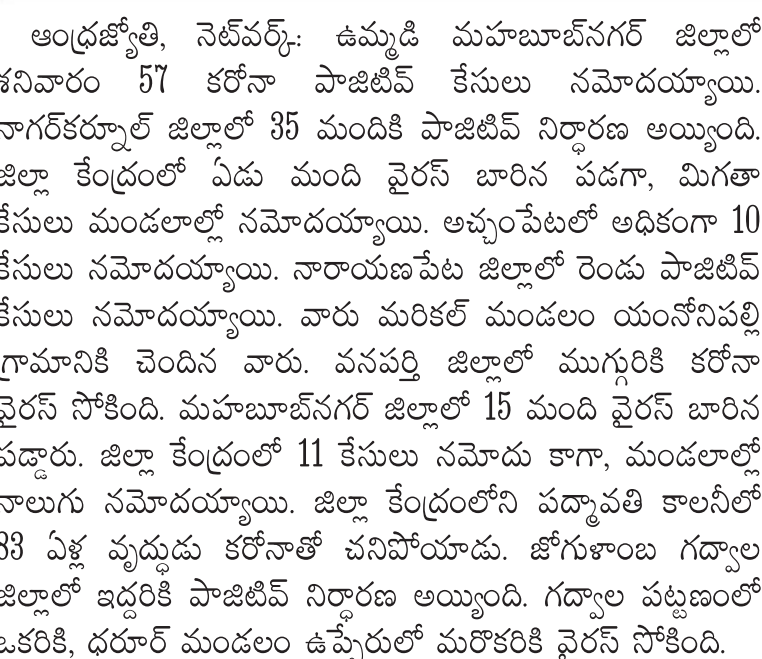 ఆంధ్రజ్యోతి, నెట్‌వర్క్: ఉమ్మడి మహబూబ్‌నగర్ జిల్లాలో
శనివారం 57 కరోనా పాజిటివ్ కేసులు నమోదయ్యాయి.
నాగర్‌కర్నూల్ జిల్లాలో 35 మందికి పాజిటివ్ నిర్ధారణ అయ్యింది.
జిల్లా కేంద్రంలో ఏడు మంది వైరస్ బారిన పడగా, మిగతా
కేసులు మండలాల్లో నమోదయ్యాయి. అచ్చంపేటలో అధికంగా 10
కేసులు నమోదయ్యాయి. నారాయణపేట జిల్లాలో రెండు పాజిటివ్
కేసులు నమోదయ్యాయి. వారు మరికల్ మండలం యంనోనిపల్లి
గ్రామానికి చెందిన వారు. వనపర్తి జిల్లాలో ముగ్గురికి కరోనా
వైరస్ సోకింది. మహబూబ్‌నగర్ జిల్లాలో 15 మంది వైరస్ బారిన
పడ్డారు. జిల్లా కేంద్రంలో 11 కేసులు నమోదు కాగా, మండలాల్లో
నాలుగు నమోదయ్యాయి. జిల్లా కేంద్రంలోని పద్మావతి కాలనీలో
83 ఏళ్ల వృద్ధుడు కరోనాతో చనిపోయాడు. జోగుళాంబ గద్వాల
జిల్లాలో ఇద్దరికి పాజిటివ్ నిర్ధారణ అయ్యింది. గద్వాల పట్టణంలో
ఒకరికి, ధరూర్ మండలం ఉప్పేరులో మరొకరికి వైరస్ సోకింది.